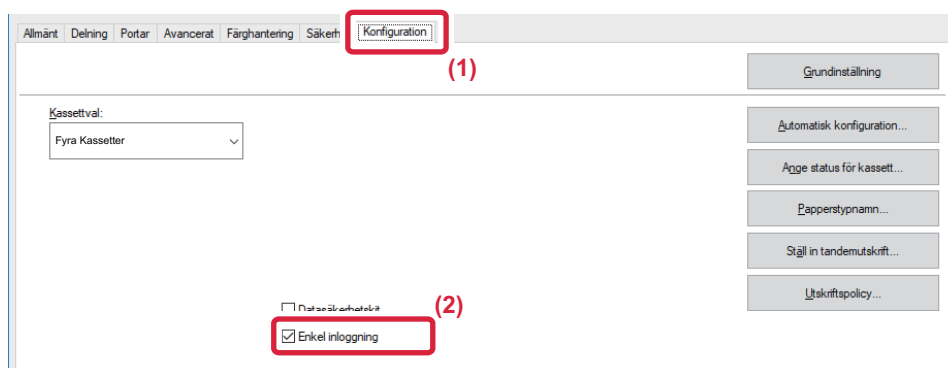 Allmänt Delning Portar Avancerat Färghantering Säkerh Konfiguration
(1)
Grundinställning
Kassettval:
Fyra Kassetter
Automatisk konfiguration...
Ange status för kassett...
Papperstypnamn...
Ställ in tandemutskrift...
Utskriftspolicy...
Datasäkerhetskit
(2)
Enkel inloggning